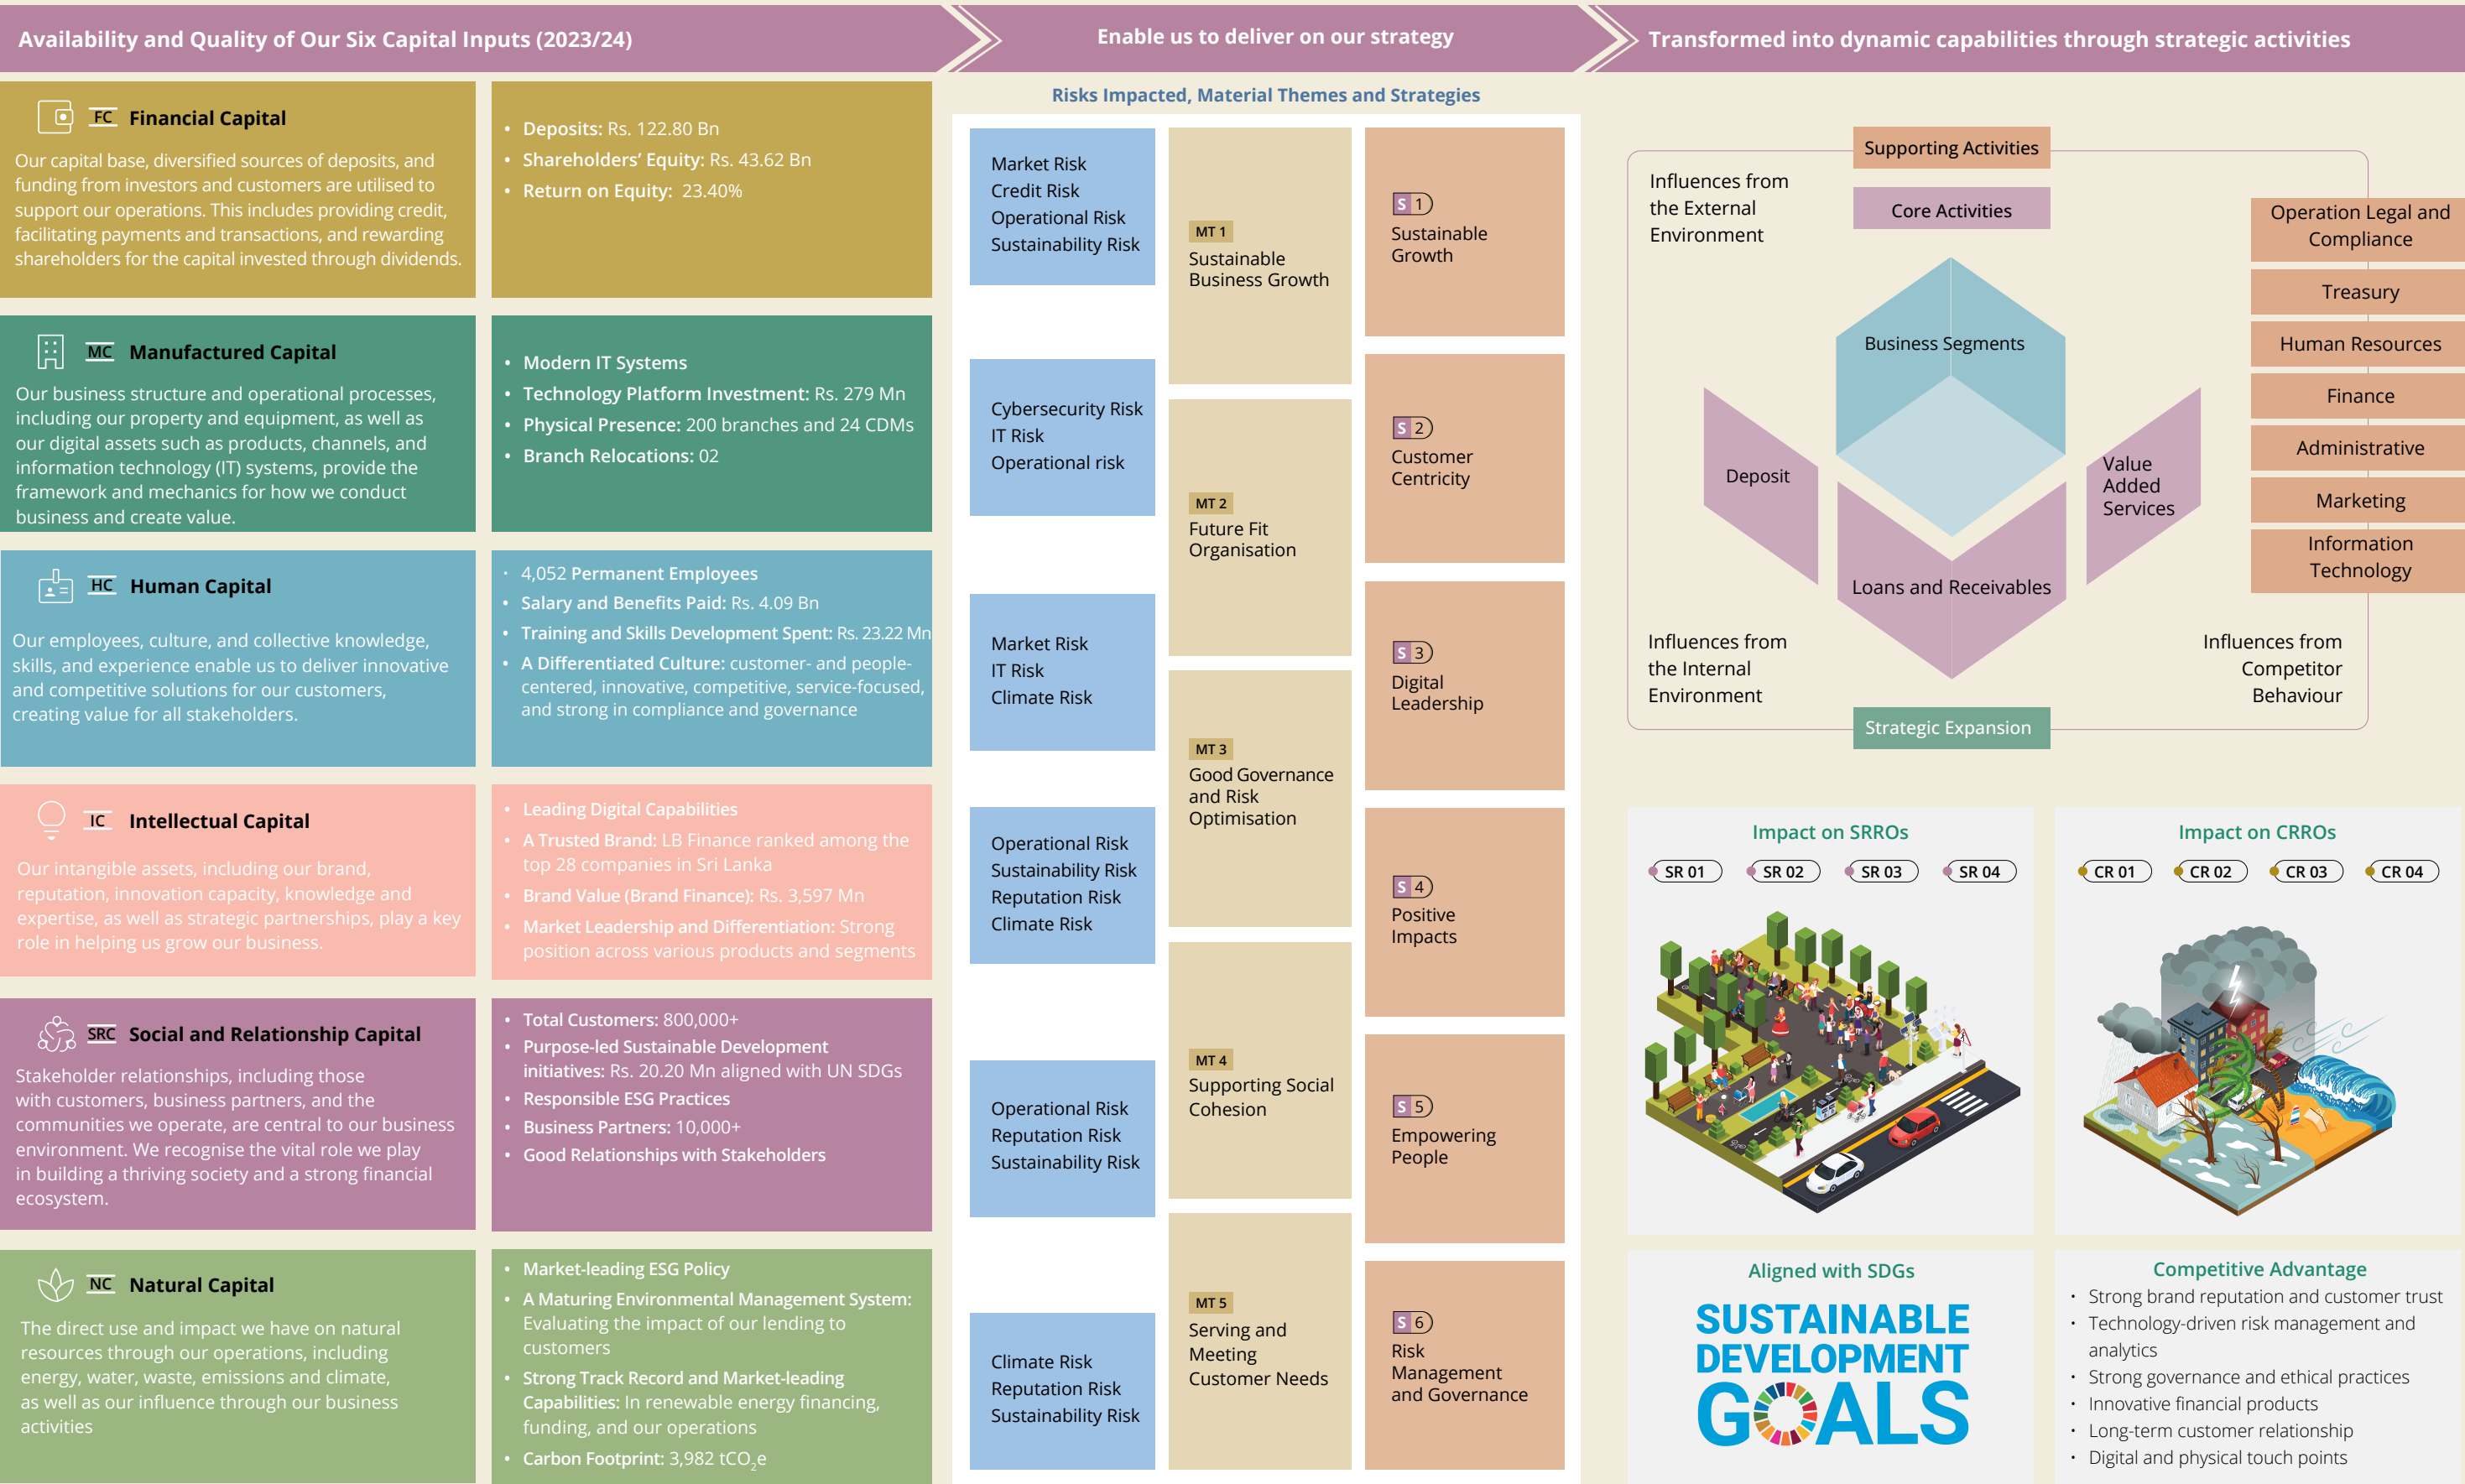 Availability and Quality of Our Six Capital Inputs (2023/24)
Enable us to deliver on our strategy
Transformed into dynamic capabilities through strategic activities
FC Financial Capital
Our capital base, diversified sources of deposits, and
funding from investors and customers are utilised to
support our operations. This includes providing credit,
facilitating payments and transactions, and rewarding
shareholders for the capital invested through dividends.
• Deposits: Rs. 122.80 Bn
• Shareholders’ Equity: Rs. 43.62 Bn
• Return on Equity: 23.40%
MC Manufactured Capital
Our business structure and operational processes,
including our property and equipment, as well as
our digital assets such as products, channels, and
information technology (IT) systems, provide the
framework and mechanics for how we conduct
business and create value.
• Modern IT Systems
• Technology Platform Investment: Rs. 279 Mn
• Physical Presence: 200 branches and 24 CDMs
• Branch Relocations: 02
HC Human Capital
Our employees, culture, and collective knowledge,
skills, and experience enable us to deliver innovative
and competitive solutions for our customers,
creating value for all stakeholders.
• 4,052 Permanent Employees
• Salary and Benefits Paid: Rs. 4.09 Bn
• Training and Skills Development Spent: Rs. 23.22 Mn
• A Differentiated Culture: customer- and people-
centered, innovative, competitive, service-focused,
and strong in compliance and governance
IC Intellectual Capital
Our intangible assets, including our brand,
reputation, innovation capacity, knowledge and
expertise, as well as strategic partnerships, play a key
role in helping us grow our business.
• Leading Digital Capabilities
• A Trusted Brand: LB Finance ranked among the
top 28 companies in Sri Lanka
• Brand Value (Brand Finance): Rs. 3,597 Mn
• Market Leadership and Differentiation: Strong
position across various products and segments
SRC Social and Relationship Capital
Stakeholder relationships, including those
with customers, business partners, and the
communities we operate, are central to our business
environment. We recognise the vital role we play
in building a thriving society and a strong financial
ecosystem.
• Total Customers: 800,000+
• Purpose-led Sustainable Development
initiatives: Rs. 20.20 Mn aligned with UN SDGs
• Responsible ESG Practices
• Business Partners: 10,000+
• Good Relationships with Stakeholders
NC Natural Capital
The direct use and impact we have on natural
resources through our operations, including
energy, water, waste, emissions and climate,
as well as our influence through our business
activities
• Market-leading ESG Policy
• A Maturing Environmental Management System:
Evaluating the impact of our lending to
customers
• Strong Track Record and Market-leading
Capabilities: In renewable energy financing,
funding, and our operations
• Carbon Footprint: 3,982 tCO₂e
Risks Impacted, Material Themes and Strategies
Market Risk
Credit Risk
Operational Risk
Sustainability Risk
Cybersecurity Risk
IT Risk
Operational risk
Market Risk
IT Risk
Climate Risk
Operational Risk
Sustainability Risk
Reputation Risk
Climate Risk
Operational Risk
Reputation Risk
Sustainability Risk
Climate Risk
Reputation Risk
Sustainability Risk
MT 1
Sustainable
Business Growth
MT 2
Future Fit
Organisation
MT 3
Good Governance
and Risk
Optimisation
MT 4
Supporting Social
Cohesion
MT 5
Serving and
Meeting
Customer Needs
S 1
Sustainable
Growth
S 2
Customer
Centricity
S 3
Digital
Leadership
S 4
Positive
Impacts
S 5
Empowering
People
S 6
Risk
Management
and Governance
Supporting Activities
Core Activities
Influences from
the External
Environment
Business Segments
Deposit
Value
Added
Services
Loans and Receivables
Influences from
the Internal
Environment
Influences from
Competitor
Behaviour
Strategic Expansion
Operation Legal and
Compliance
Treasury
Human Resources
Finance
Administrative
Marketing
Information
Technology
Impact on SRROs
SR 01 SR 02 SR 03 SR 04
Impact on CRROs
CR 01 CR 02 CR 03 CR 04
Aligned with SDGs
SUSTAINABLE
DEVELOPMENT
GOALS
Competitive Advantage
• Strong brand reputation and customer trust
• Technology-driven risk management and
analytics
• Strong governance and ethical practices
• Innovative financial products
• Long-term customer relationship
• Digital and physical touch points